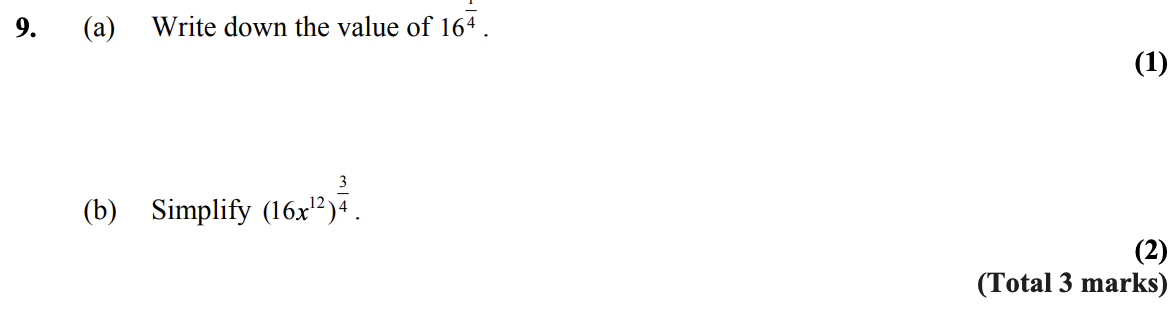 9. (a) Write down the value of 16^{1/4}.
(1)
(b) Simplify (16x^{12})^{3/4}.
(2)
(Total 3 marks)